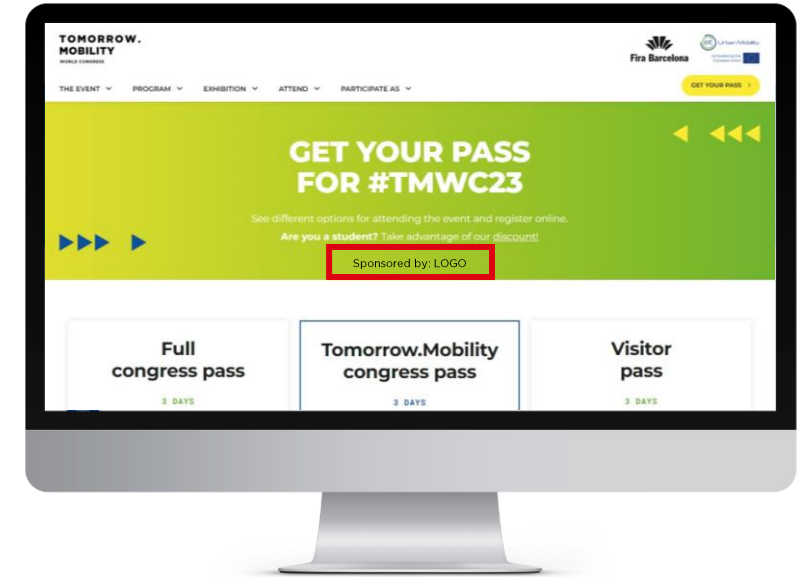 TOMORROW.
MOBILITY
WORLD CONGRESS
Fira Barcelona
UrbanMobility
THE EVENT
PROGRAM
EXHIBITION
ATTEND
PARTICIPATE AS
GET YOUR PASS
GET YOUR PASS
FOR #TMWC23
See different options for attending the event and register online.
Are you a student? Take advantage of our discount!
Sponsored by: LOGO
Full
congress pass
3 DAYS
Tomorrow.Mobility
congress pass
3 DAYS
Visitor
pass
3 DAYS